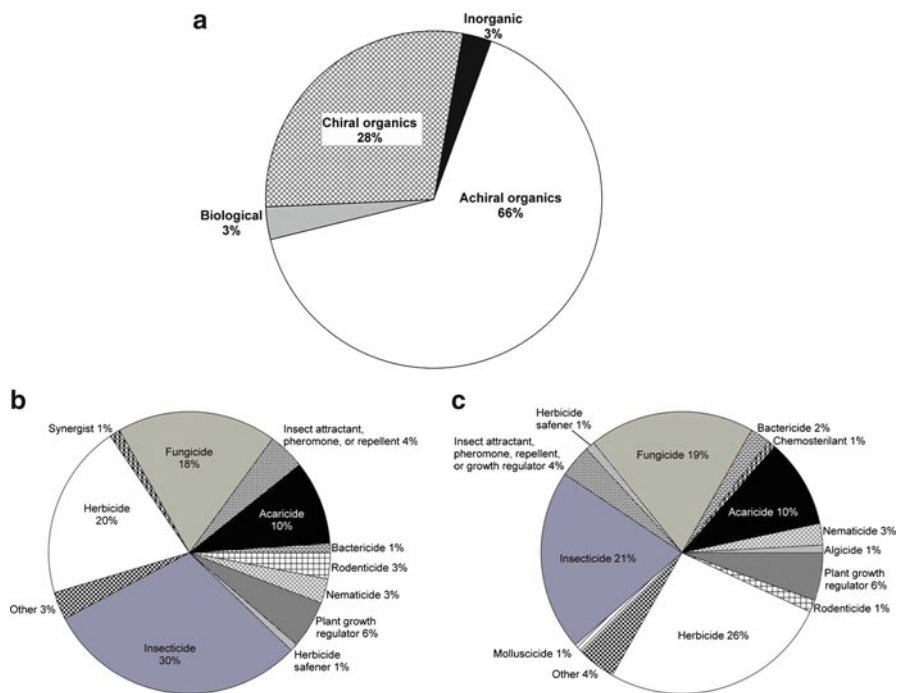 a
Inorganic
3%
Chiral organics
28%
Achiral organics
66%
Biological
3%
b
Synergist 1%
Fungicide
18%
Insect attractant,
pheromone, or repellent 4%
Herbicide
20%
Acaricide
10%
Bactericide 1%
Rodenticide 3%
Nematicide 3%
Plant growth
regulator 6%
Herbicide
safener 1%
Other 3%
Insecticide
30%
c
Herbicide
safener 1%
Insect attractant,
pheromone, repellent,
or growth regulator 4%
Fungicide 19%
Bactericide 2%
Chemosterilant 1%
Acaricide 10%
Nematicide 3%
Algicide 1%
Plant growth
regulator 6%
Rodenticide 1%
Insecticide 21%
Herbicide 26%
Molluscicide 1%
Other 4%